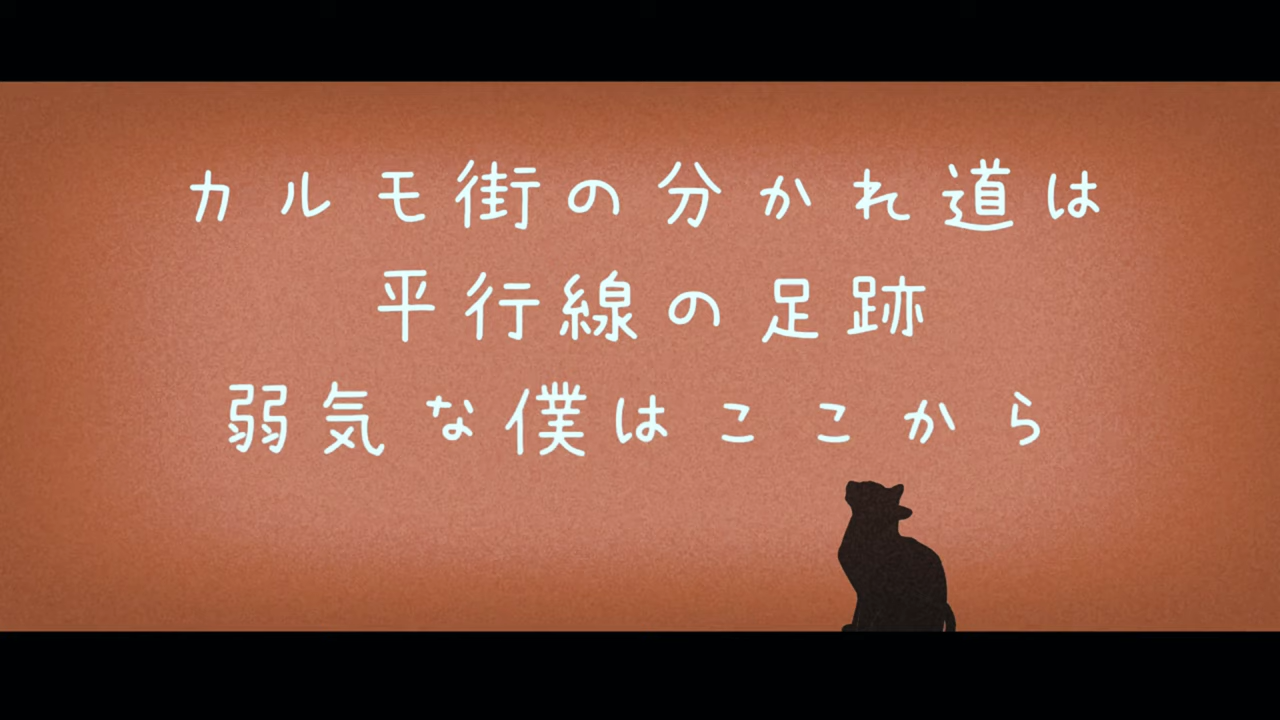 カルモ街の分かれ道は
平行線の足跡
弱気な僕はここから